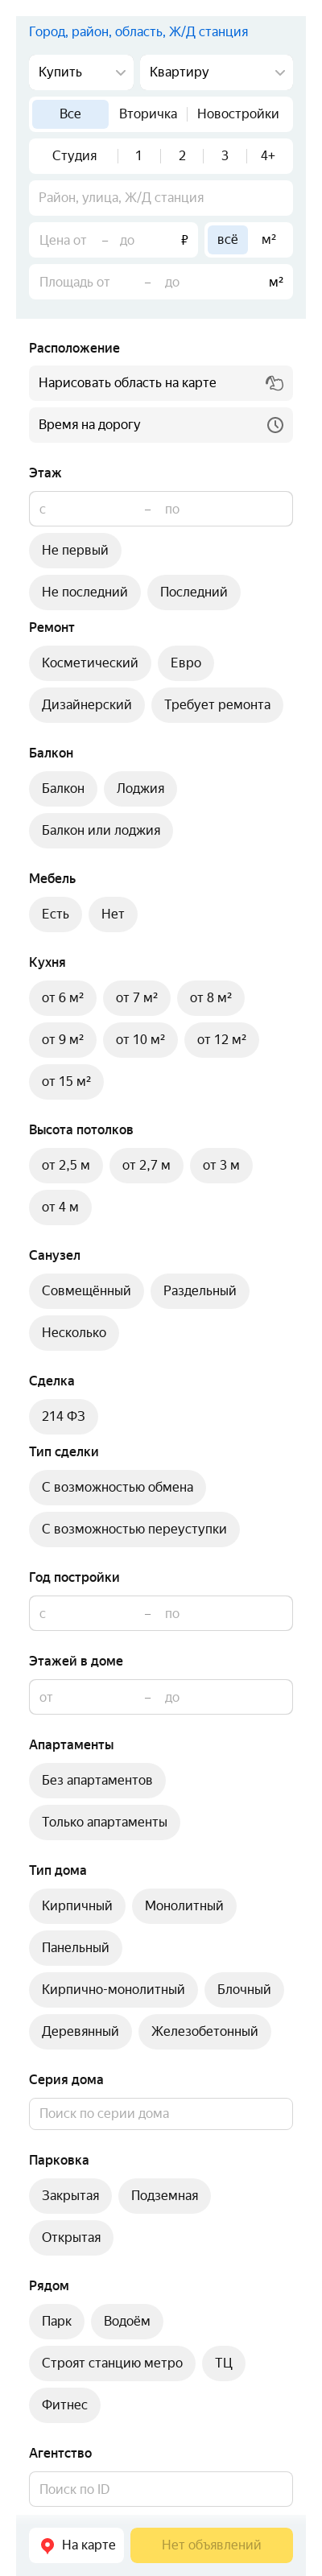 Город, район, область, Ж/Д станция
Купить Квартиру
Все Вторичка Новостройки
Студия 1 2 3 4+
Район, улица, Ж/Д станция
Цена от – до ₽ всё м²
Площадь от – до м²
Расположение
Нарисовать область на карте
Время на дорогу
Этаж
с – по
Не первый
Не последний Последний
Ремонт
Косметический Евро
Дизайнерский Требует ремонта
Балкон
Балкон Лоджия
Балкон или лоджия
Мебель
Есть Нет
Кухня
от 6 м² от 7 м² от 8 м²
от 9 м² от 10 м² от 12 м²
от 15 м²
Высота потолков
от 2,5 м от 2,7 м от 3 м
от 4 м
Санузел
Совмещённый Раздельный
Несколько
Сделка
214 ФЗ
Тип сделки
С возможностью обмена
С возможностью переуступки
Год постройки
с – по
Этажей в доме
от – до
Апартаменты
Без апартаментов
Только апартаменты
Тип дома
Кирпичный Монолитный
Панельный
Кирпично-монолитный Блочный
Деревянный Железобетонный
Серия дома
Поиск по серии дома
Парковка
Закрытая Подземная
Открытая
Рядом
Парк Водоём
Строят станцию метро ТЦ
Фитнес
Агентство
Поиск по ID
На карте Нет объявлений